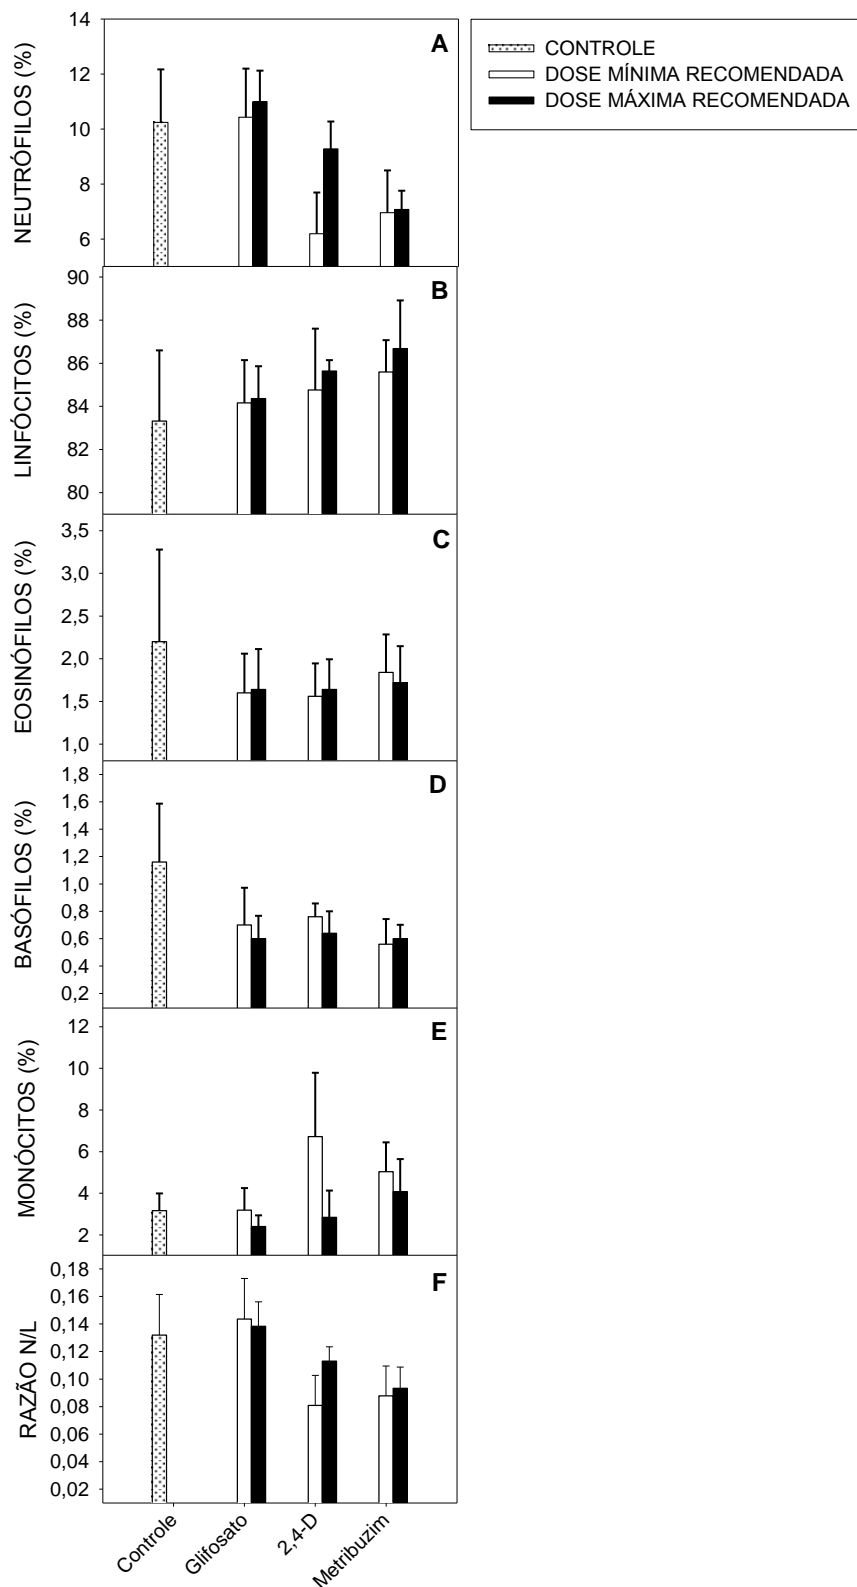 CONTROLE
DOSE MÍNIMA RECOMENDADA
DOSE MÁXIMA RECOMENDADA
A
NEUTRÓFILOS (%)
14
12
10
8
6
B
LINFÓCITOS (%)
90
88
86
84
82
80
C
EOSINÓFILOS (%)
3,5
3,0
2,5
2,0
1,5
1,0
D
BASÓFILOS (%)
1,8
1,6
1,4
1,2
1,0
0,8
0,6
0,4
0,2
E
MONÓCITOS (%)
12
10
8
6
4
2
F
RAZÃO N/L
0,18
0,16
0,14
0,12
0,10
0,08
0,06
0,04
0,02
Controle
Glifosato
2,4-D
Metribuzim